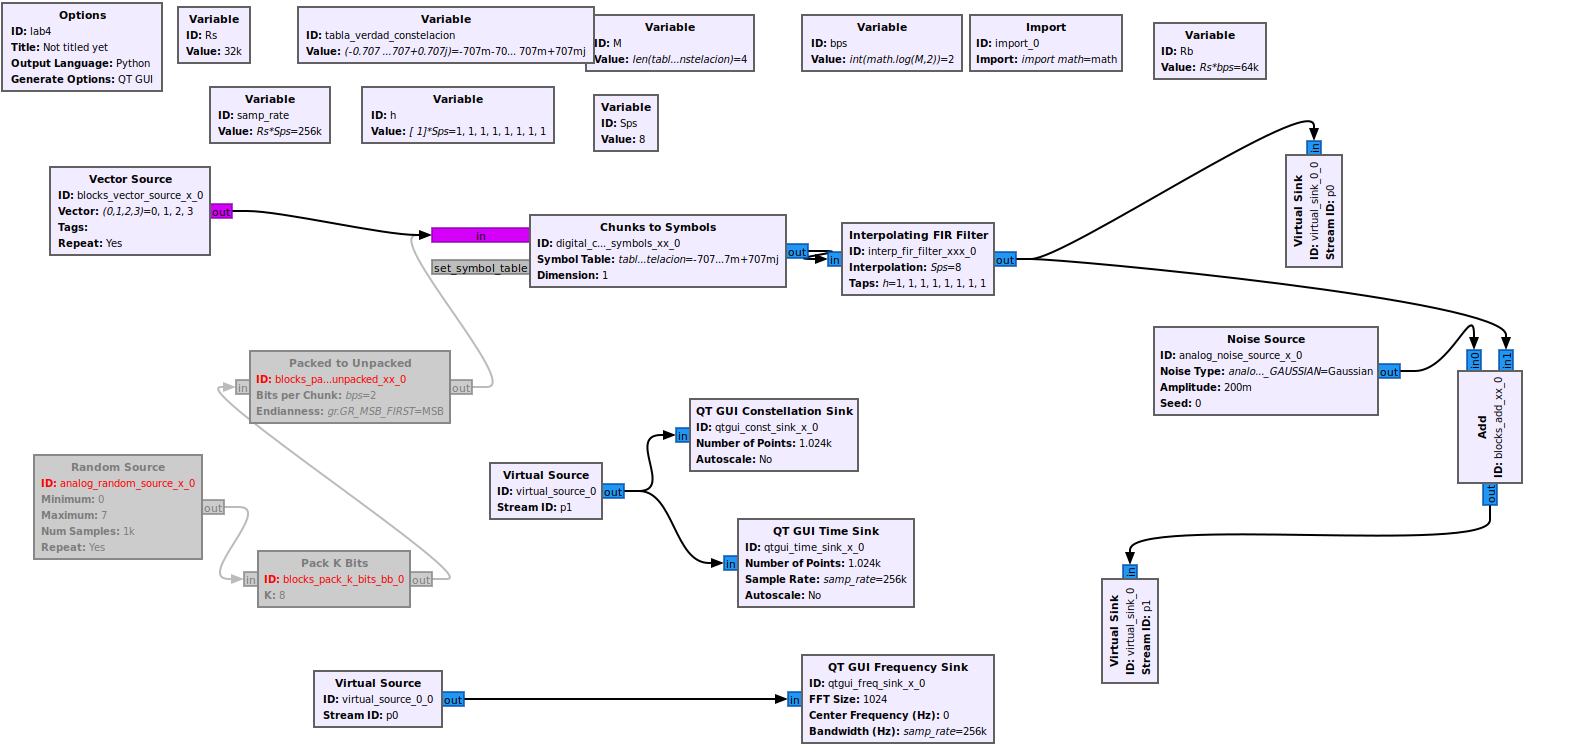 Options
ID: lab4
Title: Not titled yet
Output Language: Python
Generate Options: QT GUI
Variable
ID: Rs
Value: 32k
Variable
ID: tabla_verdad_constelacion
Value: (-0.707 ...707+0.707j)=-707m-70... 707m+707mj
Variable
ID: M
Value: len(tabl...nstelacion)=4
Variable
ID: bps
Value: int(math.log(M,2))=2
Import
ID: import_0
Import: import math=math
Variable
ID: Rb
Value: Rs*bps=64k
Variable
ID: samp_rate
Value: Rs*Sps=256k
Variable
ID: h
Value: [ 1]*Sps=1, 1, 1, 1, 1, 1, 1, 1
Variable
ID: Sps
Value: 8
Vector Source
ID: blocks_vector_source_x_0
Vector: (0,1,2,3)=0, 1, 2, 3
Tags:
Repeat: Yes
out
in
set_symbol_table
Chunks to Symbols
ID: digital_c..._symbols_xx_0
Symbol Table: tabl...telacion=-707...7m+707mj
Dimension: 1
out
in
Interpolating FIR Filter
ID: interp_fir_filter_xxx_0
Interpolation: Sps=8
Taps: h=1, 1, 1, 1, 1, 1, 1, 1
out
in
Virtual Sink
ID: virtual_sink_0_0
Stream ID: p0
Noise Source
ID: analog_noise_source_x_0
Noise Type: analo..._GAUSSIAN=Gaussian
Amplitude: 200m
Seed: 0
out
in0
in1
Add
ID: blocks_add_xx_0
out
in
Packed to Unpacked
ID: blocks_pa...unpacked_xx_0
Bits per Chunk: bps=2
Endianness: gr.GR_MSB_FIRST=MSB
out
Random Source
ID: analog_random_source_x_0
Minimum: 0
Maximum: 7
Num Samples: 1k
Repeat: Yes
out
in
Pack K Bits
ID: blocks_pack_k_bits_bb_0
K: 8
out
Virtual Source
ID: virtual_source_0
Stream ID: p1
out
in
QT GUI Constellation Sink
ID: qtgui_const_sink_x_0
Number of Points: 1.024k
Autoscale: No
in
QT GUI Time Sink
ID: qtgui_time_sink_x_0
Number of Points: 1.024k
Sample Rate: samp_rate=256k
Autoscale: No
in
Virtual Sink
ID: virtual_sink_0
Stream ID: p1
Virtual Source
ID: virtual_source_0_0
Stream ID: p0
out
in
QT GUI Frequency Sink
ID: qtgui_freq_sink_x_0
FFT Size: 1024
Center Frequency (Hz): 0
Bandwidth (Hz): samp_rate=256k